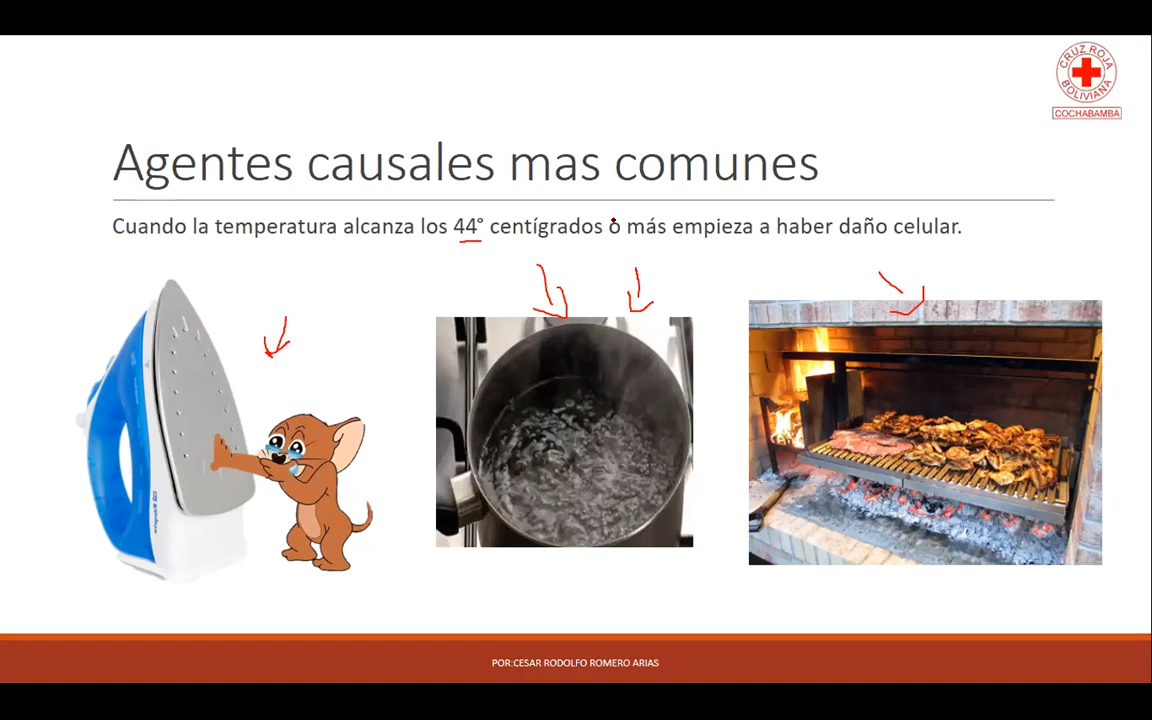 CRUZ ROJA
BOLIVIANA
COCHABAMBA
Agentes causales mas comunes
Cuando la temperatura alcanza los 44° centígrados o más empieza a haber daño celular.
POR:CESAR RODOLFO ROMERO ARIAS